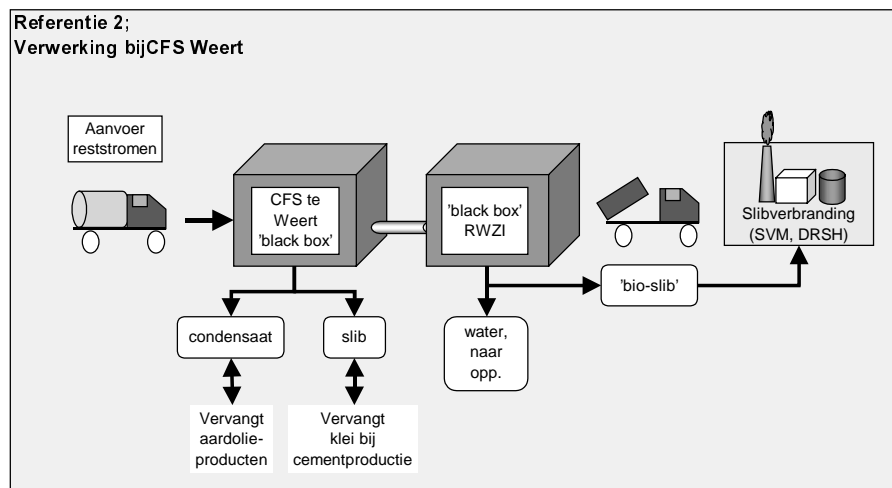 Referentie 2;
Verwerking bijCFS Weert
Aanvoer
reststromen
CFS te
Weert
'black box'
'black box'
RWZI
Slibverbranding
(SVM, DRSH)
'bio-slib'
condensaat
slib
water,
naar
opp.
Vervangt
aardolie-
producten
Vervangt
klei bij
cementproductie